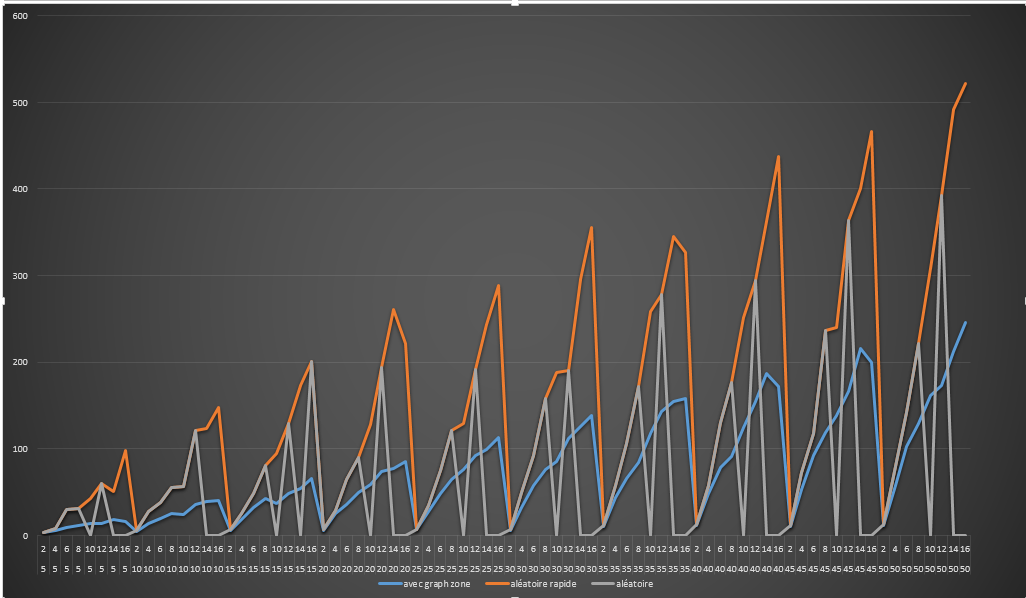 600
500
400
300
200
100
0
2 4 6 8 10 12 14 16 2 4 6 8 10 12 14 16 2 4 6 8 10 12 14 16 2 4 6 8 10 12 14 16 2 4 6 8 10 12 14 16 2 4 6 8 10 12 14 16 2 4 6 8 10 12 14 16 2 4 6 8 10 12 14 16 2 4 6 8 10 12 14 16 2 4 6 8 10 12 14 16
5 5 5 5 5 5 5 5 10 10 10 10 10 10 10 10 15 15 15 15 15 15 15 15 20 20 20 20 20 20 20 20 25 25 25 25 25 25 25 25 30 30 30 30 30 30 30 30 35 35 35 35 35 35 35 35 40 40 40 40 40 40 40 40 45 45 45 45 45 45 45 45 50 50 50 50 50 50 50 50
avec graph zone aléatoire rapide aléatoire